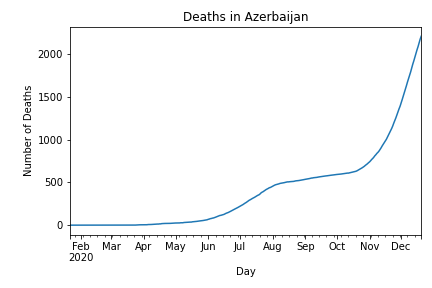 Deaths in Azerbaijan
Number of Deaths
2000
1500
1000
500
0
Feb Mar Apr May Jun Jul Aug Sep Oct Nov Dec
2020
Day